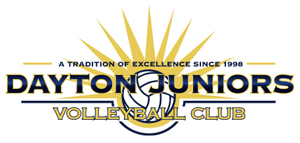 A TRADITION OF EXCELLENCE SINCE 1998
DAYTON JUNIORS
VOLLEYBALL CLUB